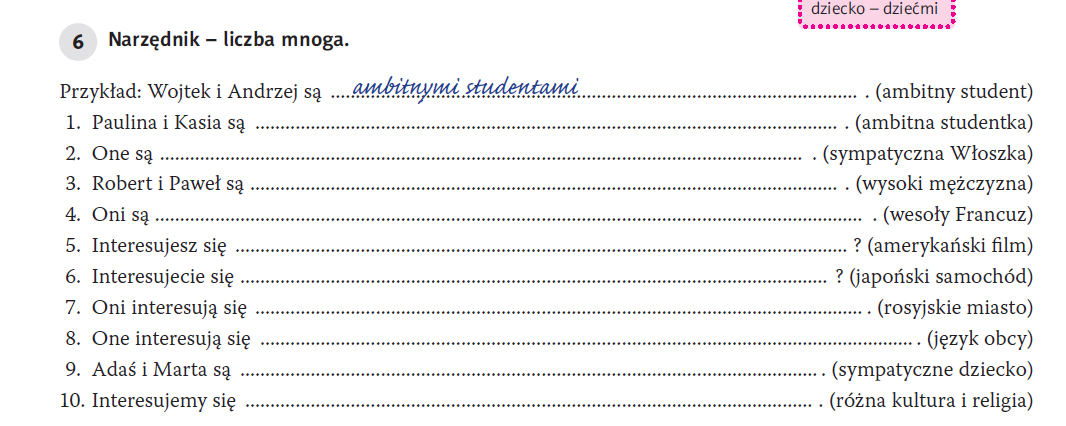 dziecko – dziećmi
6 Narzędnik – liczba mnoga.
Przykład: Wojtek i Andrzej są ....ambitnymi studentami.................................................. . (ambitny student)
1. Paulina i Kasia są .................................................................................................... . (ambitna studentka)
2. One są .................................................................................................... . (sympatyczna Włoszka)
3. Robert i Paweł są .................................................................................................... . (wysoki mężczyzna)
4. Oni są .................................................................................................... . (wesoły Francuz)
5. Interesujesz się .................................................................................................... ? (amerykański film)
6. Interesujecie się .................................................................................................... ? (japoński samochód)
7. Oni interesują się .................................................................................................... . (rosyjskie miasto)
8. One interesują się .................................................................................................... . (język obcy)
9. Adaś i Marta są .................................................................................................... . (sympatyczne dziecko)
10. Interesujemy się .................................................................................................... . (różna kultura i religia)